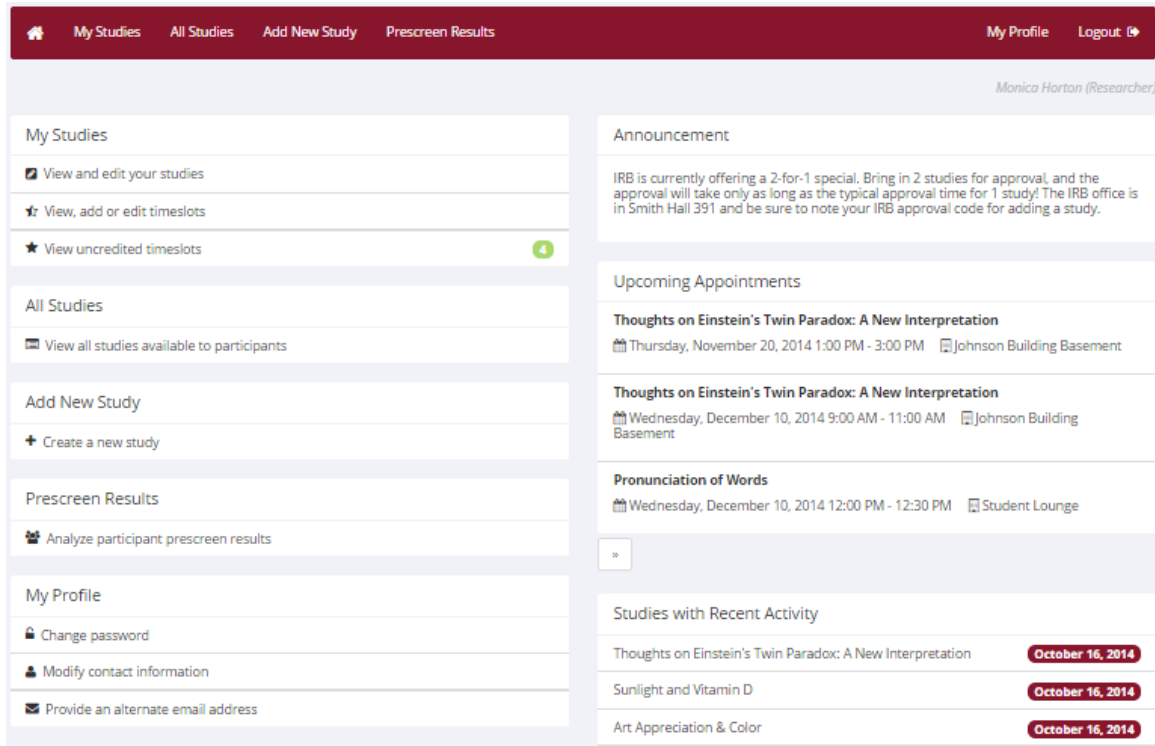 My Studies All Studies Add New Study Prescreen Results My Profile Logout
Monica Horton (Researcher)
My Studies
View and edit your studies
View, add or edit timeslots
View uncredited timeslots 4
All Studies
View all studies available to participants
Add New Study
Create a new study
Prescreen Results
Analyze participant prescreen results
My Profile
Change password
Modify contact information
Provide an alternate email address
Announcement
IRB is currently offering a 2-for-1 special. Bring in 2 studies for approval, and the
approval will take only as long as the typical approval time for 1 study! The IRB office is
in Smith Hall 391 and be sure to note your IRB approval code for adding a study.
Upcoming Appointments
Thoughts on Einstein's Twin Paradox: A New Interpretation
Thursday, November 20, 2014 1:00 PM - 3:00 PM Johnson Building Basement
Thoughts on Einstein's Twin Paradox: A New Interpretation
Wednesday, December 10, 2014 9:00 AM - 11:00 AM Johnson Building
Basement
Pronunciation of Words
Wednesday, December 10, 2014 12:00 PM - 12:30 PM Student Lounge
»
Studies with Recent Activity
Thoughts on Einstein's Twin Paradox: A New Interpretation October 16, 2014
Sunlight and Vitamin D October 16, 2014
Art Appreciation & Color October 16, 2014